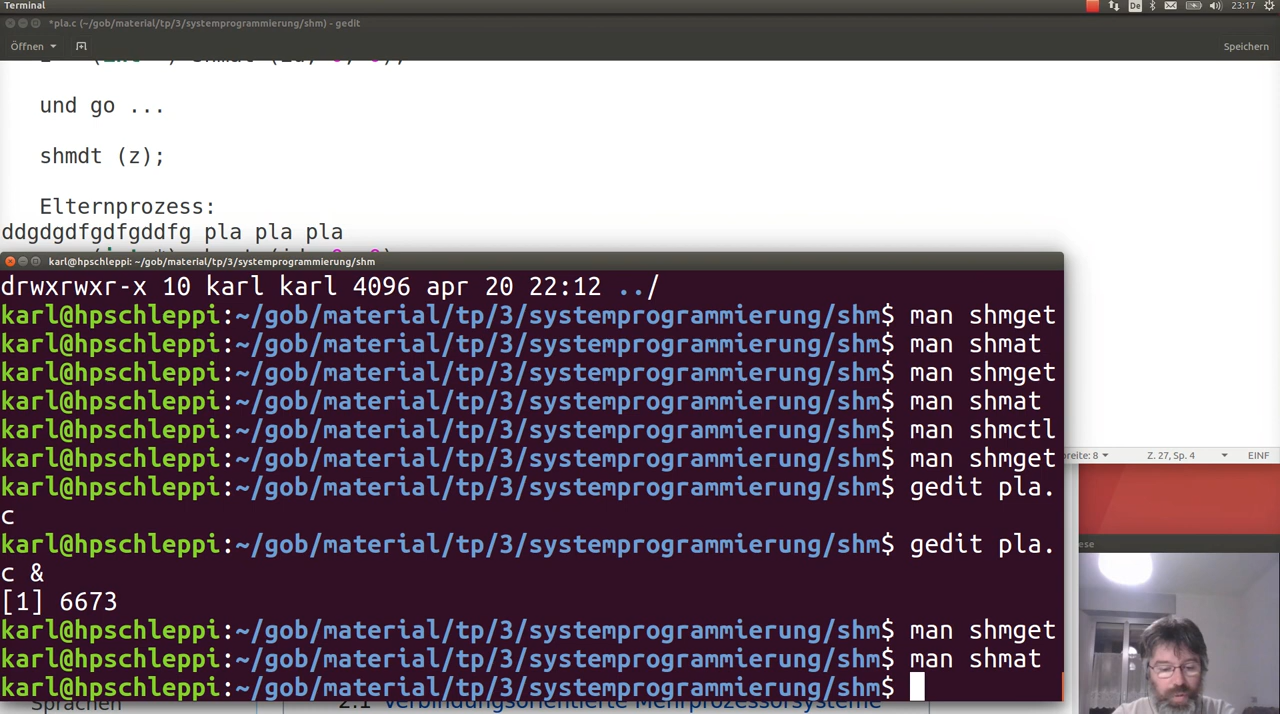 Terminal
De
23:17
*pla.c (~/gob/material/tp/3/systemprogrammierung/shm) - gedit
Öffnen
Speichern
und go ...
shmdt (z);
Elternprozess:
ddgdgdfgdfgddfg pla pla pla
karl@hpschleppi: ~/gob/material/tp/3/systemprogrammierung/shm
drwxrwxr-x 10 karl karl 4096 apr 20 22:12 ../
karl@hpschleppi:~/gob/material/tp/3/systemprogrammierung/shm$ man shmget
karl@hpschleppi:~/gob/material/tp/3/systemprogrammierung/shm$ man shmat
karl@hpschleppi:~/gob/material/tp/3/systemprogrammierung/shm$ man shmget
karl@hpschleppi:~/gob/material/tp/3/systemprogrammierung/shm$ man shmat
karl@hpschleppi:~/gob/material/tp/3/systemprogrammierung/shm$ man shmctl
karl@hpschleppi:~/gob/material/tp/3/systemprogrammierung/shm$ man shmget
karl@hpschleppi:~/gob/material/tp/3/systemprogrammierung/shm$ gedit pla.
c
karl@hpschleppi:~/gob/material/tp/3/systemprogrammierung/shm$ gedit pla.
c &
[1] 6673
karl@hpschleppi:~/gob/material/tp/3/systemprogrammierung/shm$ man shmget
karl@hpschleppi:~/gob/material/tp/3/systemprogrammierung/shm$ man shmat
karl@hpschleppi:~/gob/material/tp/3/systemprogrammierung/shm$
reite: 8
Z. 27, Sp. 4
EINF
ese
Sprachen
2.1 Verbindungsorientierte Mehrprozessorsysteme